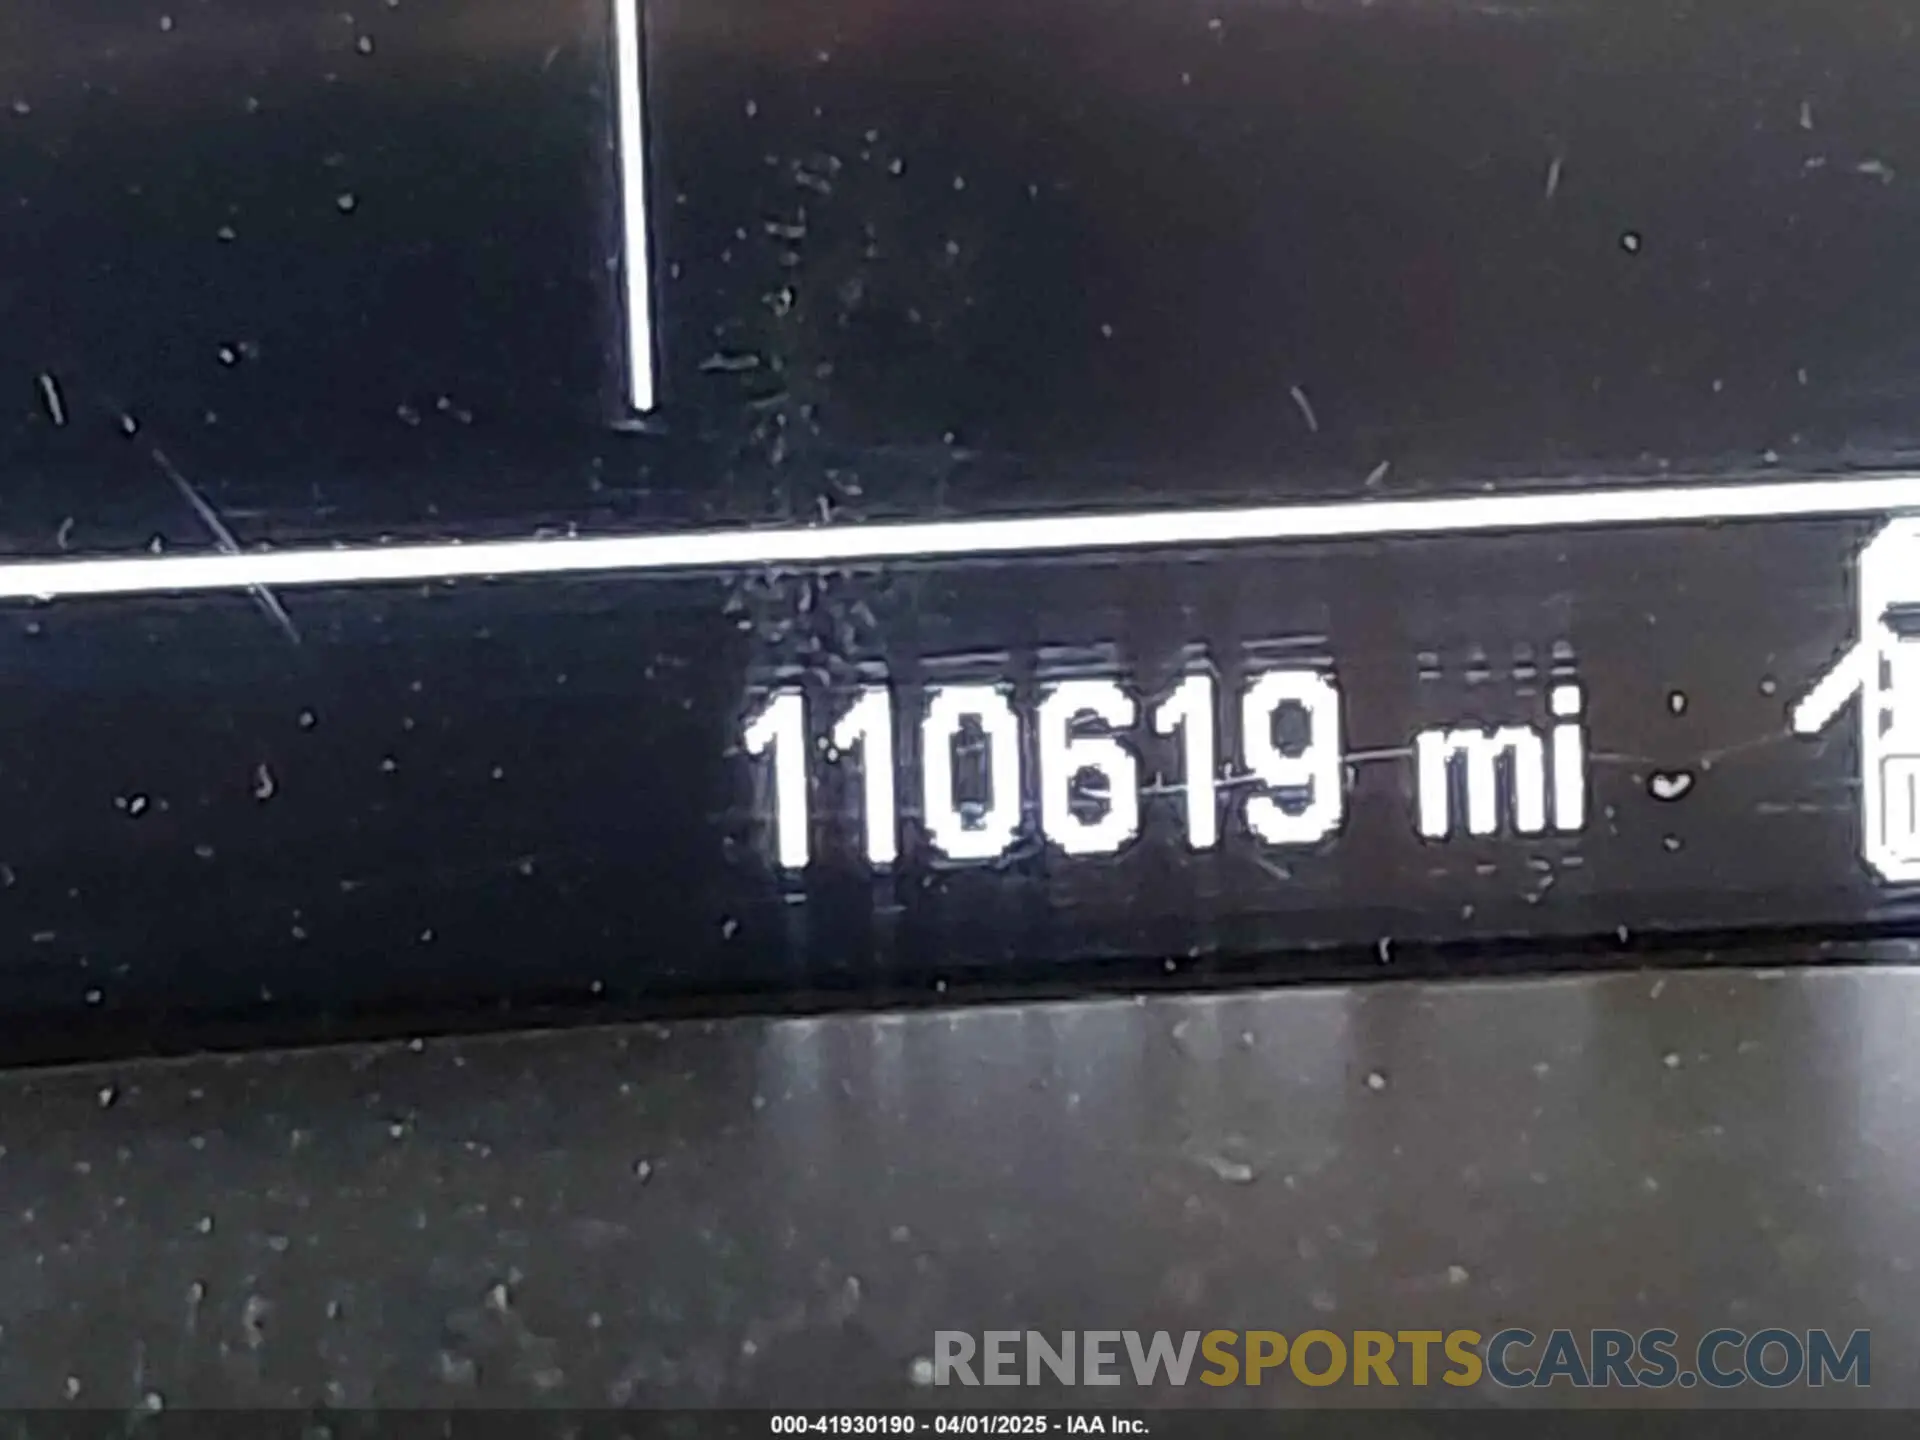 110619 mi
RENEWSPORTSCARS.COM
000-41930190 - 04/01/2025 - IAA Inc.